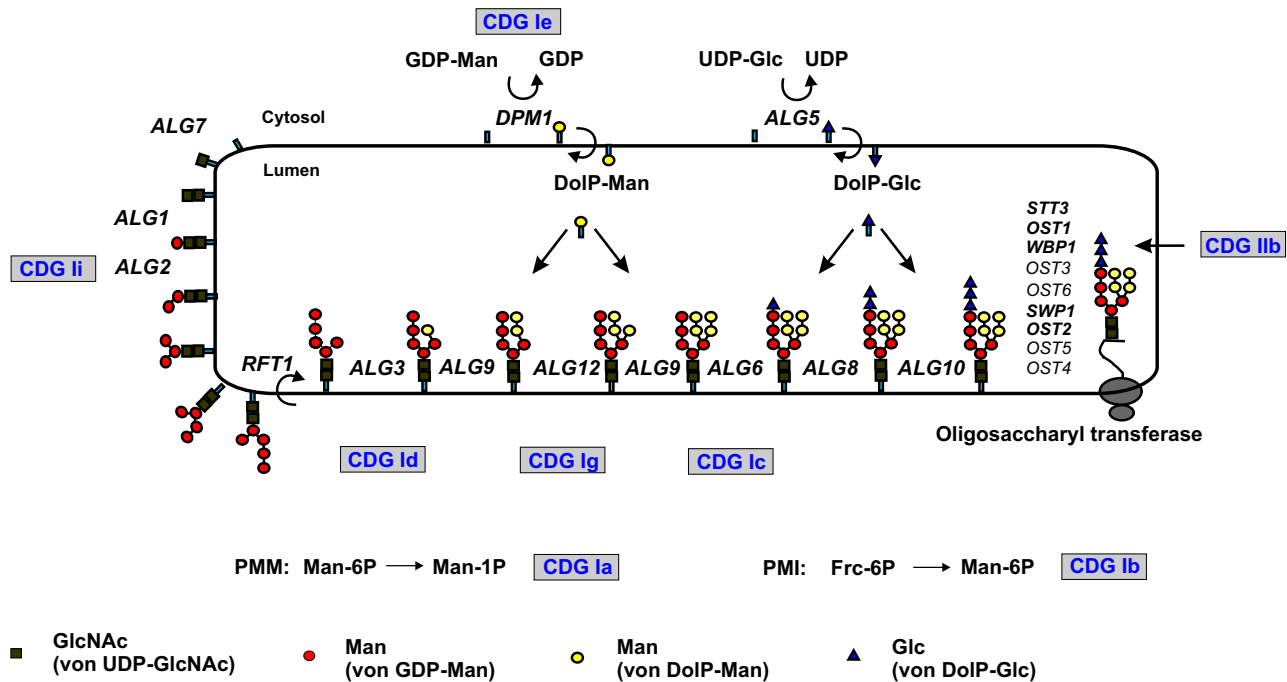 CDG Ie
GDP-Man GDP
UDP-Glc UDP
DPM1
ALG5
Cytosol
Lumen
ALG7
ALG1
ALG2
CDG Ii
DolP-Man
DolP-Glc
STT3
OST1
WBP1
OST3
OST6
SWP1
OST2
OST5
OST4
CDG IIb
RFT1
ALG3
ALG9
ALG12
ALG9
ALG6
ALG8
ALG10
Oligosaccharyl transferase
CDG Id
CDG Ig
CDG Ic
PMM: Man-6P Man-1P
CDG Ia
PMI: Frc-6P Man-6P
CDG Ib
GlcNAc
(von UDP-GlcNAc)
Man
(von GDP-Man)
Man
(von DolP-Man)
Glc
(von DolP-Glc)